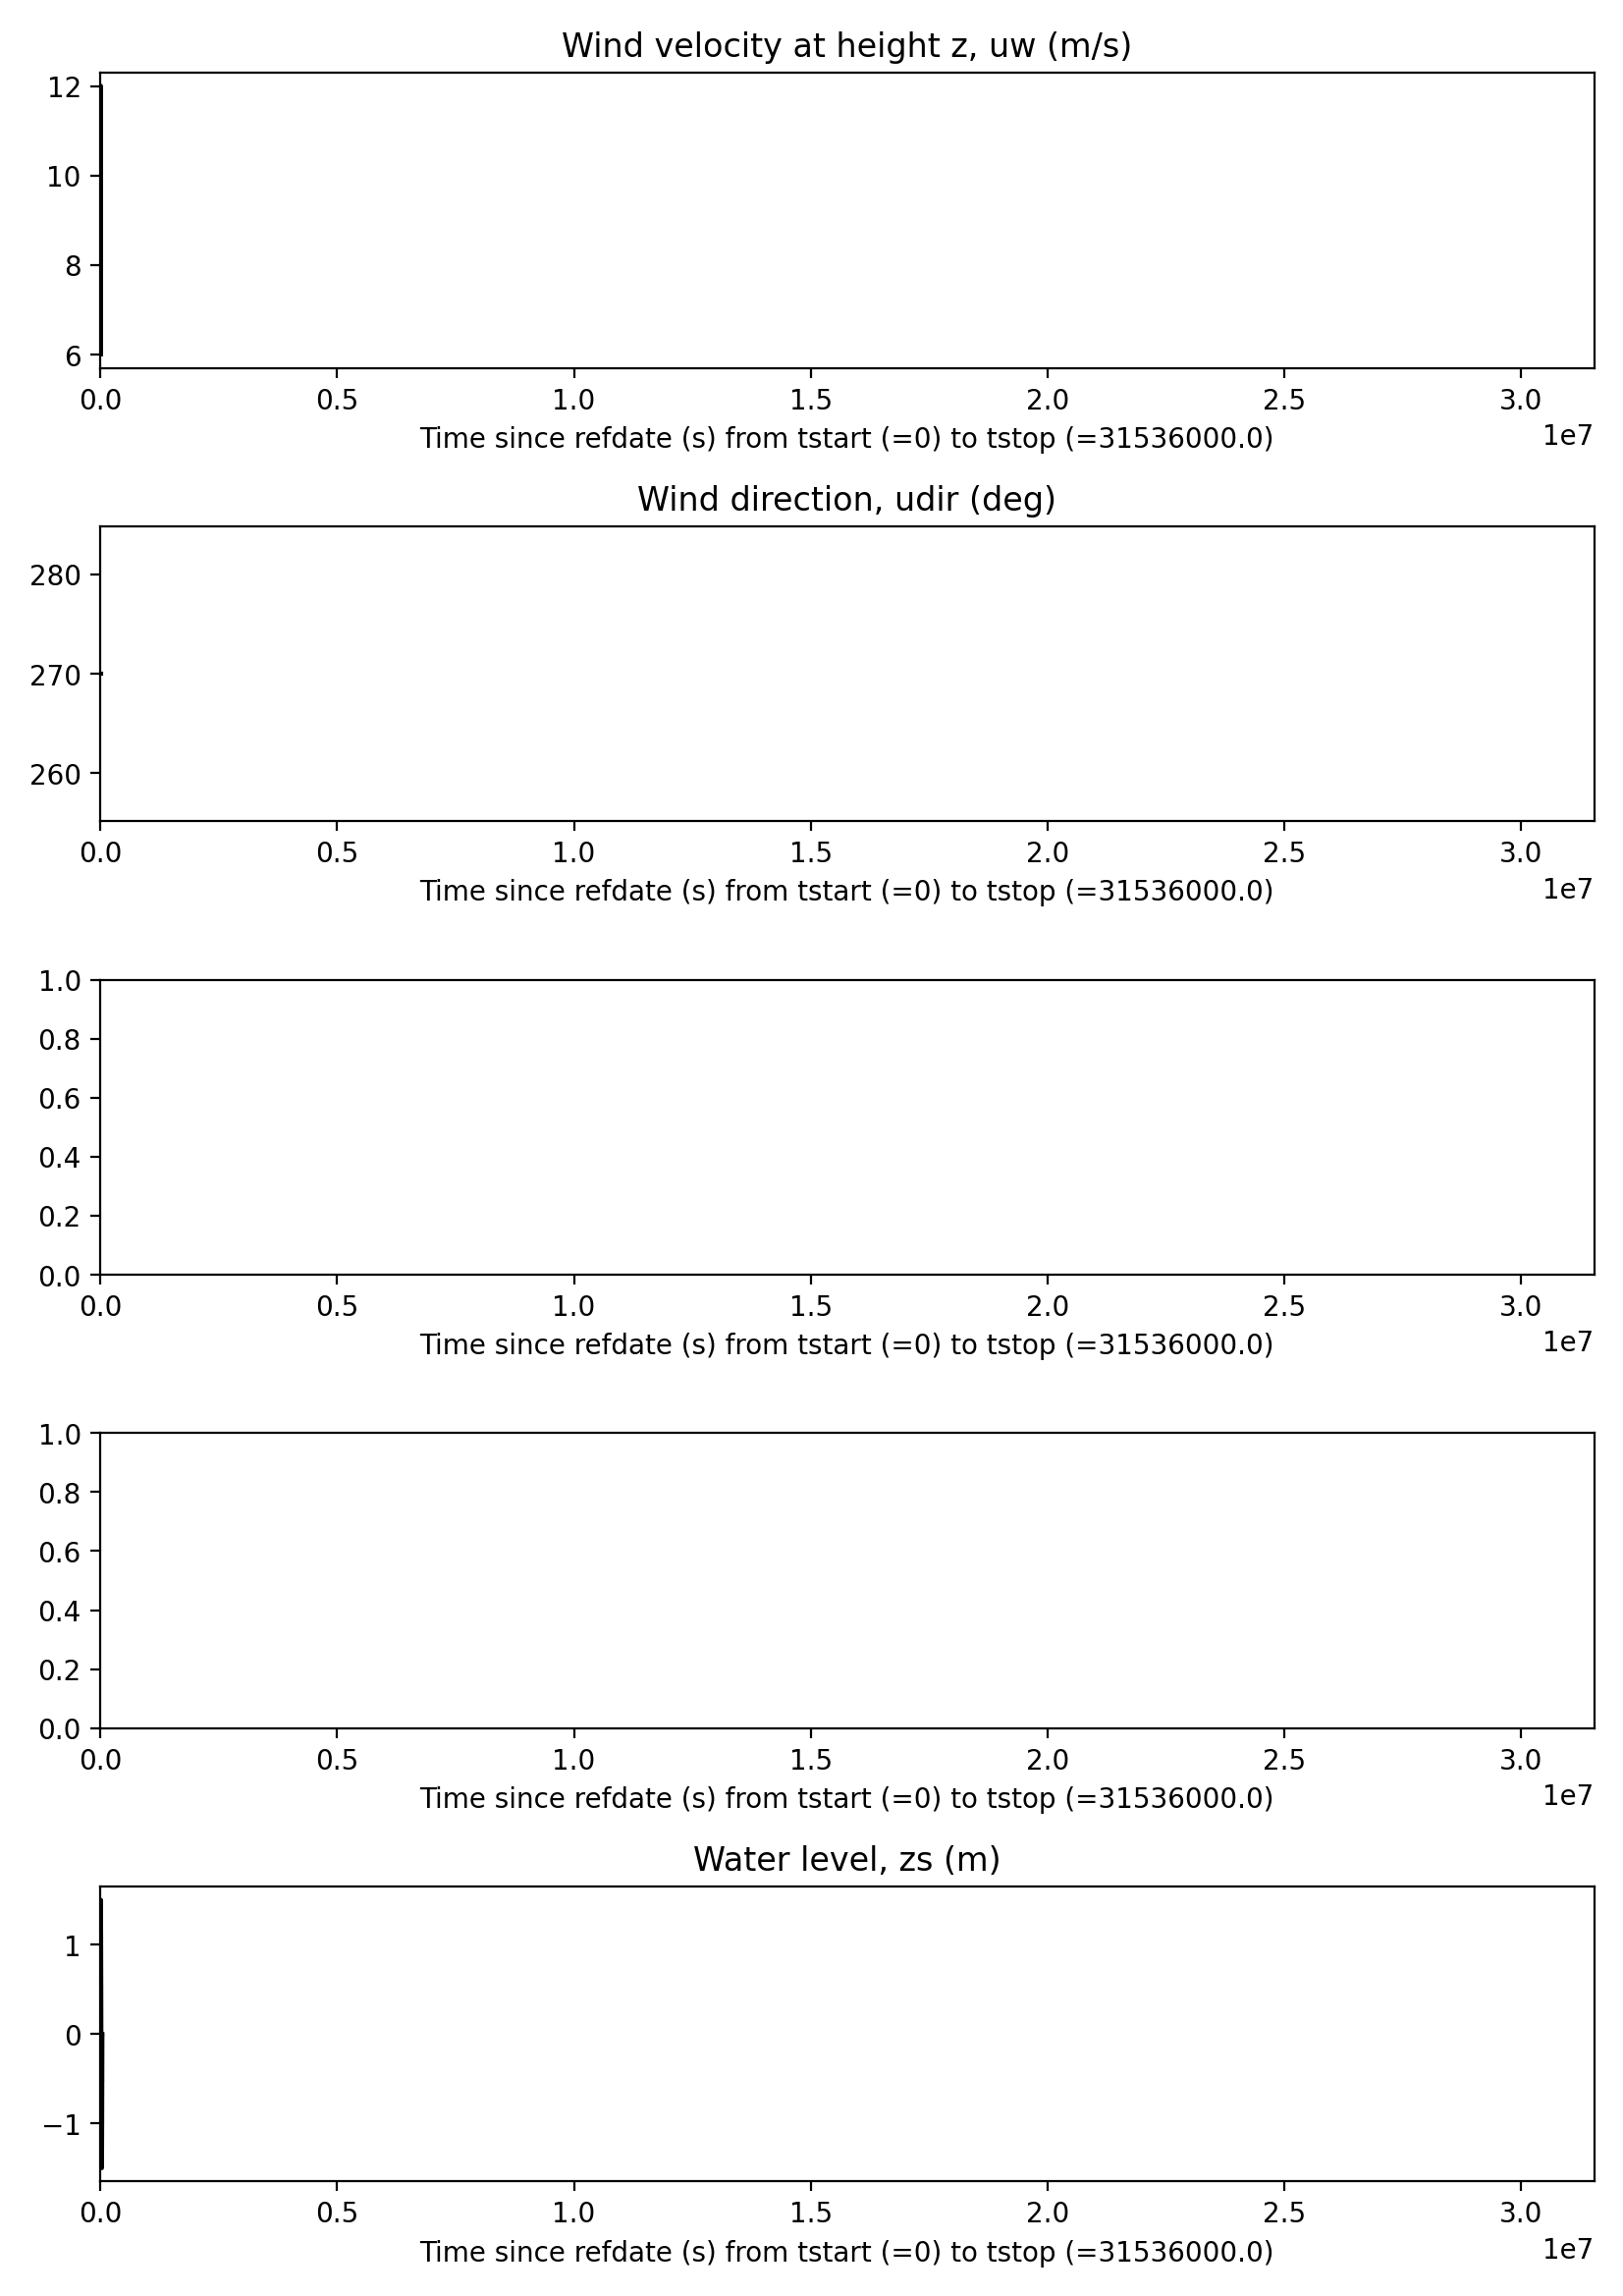 Wind velocity at height z, uw (m/s)
12
10
8
6
0.0 0.5 1.0 1.5 2.0 2.5 3.0
Time since refdate (s) from tstart (=0) to tstop (=31536000.0)
1e7
Wind direction, udir (deg)
280
270
260
0.0 0.5 1.0 1.5 2.0 2.5 3.0
Time since refdate (s) from tstart (=0) to tstop (=31536000.0)
1e7
1.0
0.8
0.6
0.4
0.2
0.0
0.0 0.5 1.0 1.5 2.0 2.5 3.0
Time since refdate (s) from tstart (=0) to tstop (=31536000.0)
1e7
1.0
0.8
0.6
0.4
0.2
0.0
0.0 0.5 1.0 1.5 2.0 2.5 3.0
Time since refdate (s) from tstart (=0) to tstop (=31536000.0)
1e7
Water level, zs (m)
1
0
−1
0.0 0.5 1.0 1.5 2.0 2.5 3.0
Time since refdate (s) from tstart (=0) to tstop (=31536000.0)
1e7